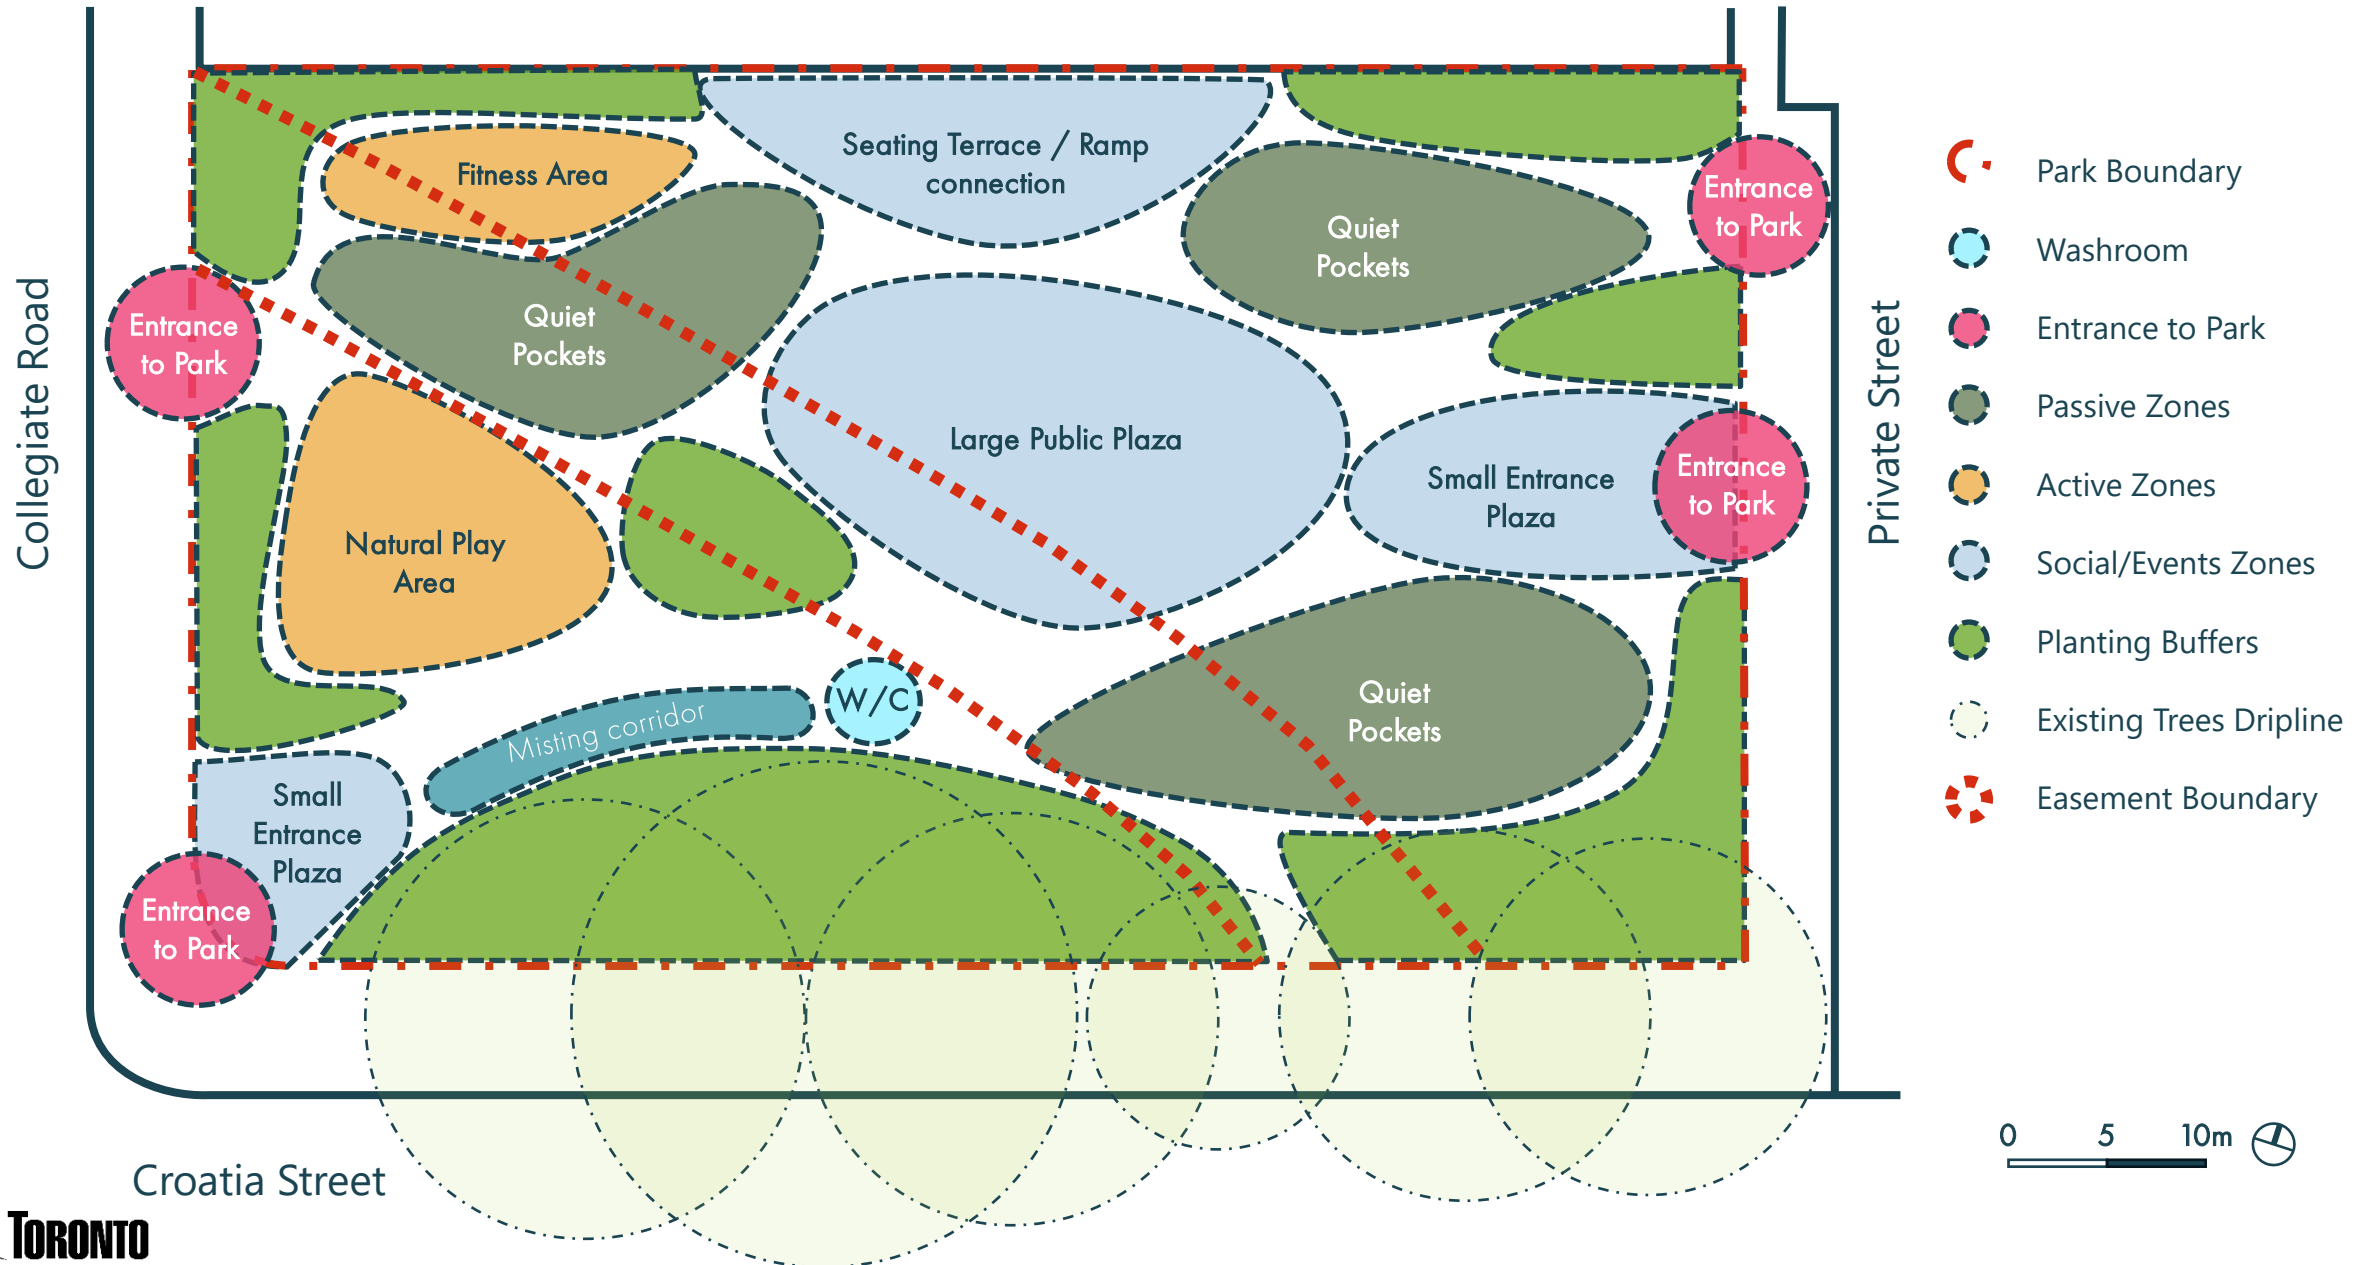 Seating Terrace / Ramp
connection
Fitness Area
Quiet
Pockets
Entrance
to Park
Entrance
to Park
Quiet
Pockets
Large Public Plaza
Small Entrance
Plaza
Entrance
to Park
Natural Play
Area
Quiet
Pockets
W/C
Misting corridor
Small
Entrance
Plaza
Entrance
to Park
Collegiate Road
Private Street
Croatia Street
Park Boundary
Washroom
Entrance to Park
Passive Zones
Active Zones
Social/Events Zones
Planting Buffers
Existing Trees Dripline
Easement Boundary
0 5 10m
TORONTO